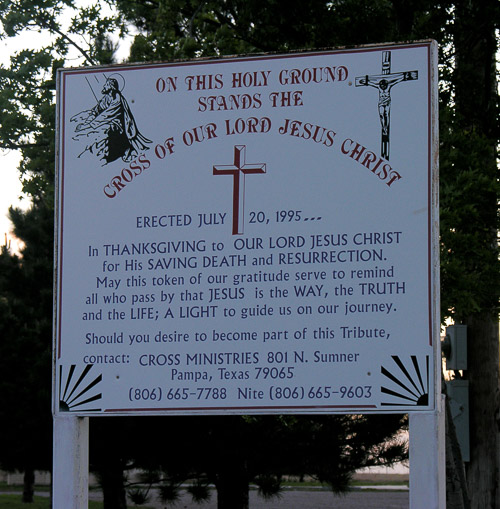 ON THIS HOLY GROUND
STANDS THE
CROSS OF OUR LORD JESUS CHRIST
ERECTED JULY 20, 1995...
In THANKSGIVING to OUR LORD JESUS CHRIST
for His SAVING DEATH and RESURRECTION.
May this token of our gratitude serve to remind
all who pass by that JESUS is the WAY, the TRUTH
and the LIFE; A LIGHT to guide us on our journey.
Should you desire to become part of this Tribute,
contact: CROSS MINISTRIES 801 N. Sumner
Pampa, Texas 79065
(806) 665-7788 Nite (806) 665-9603